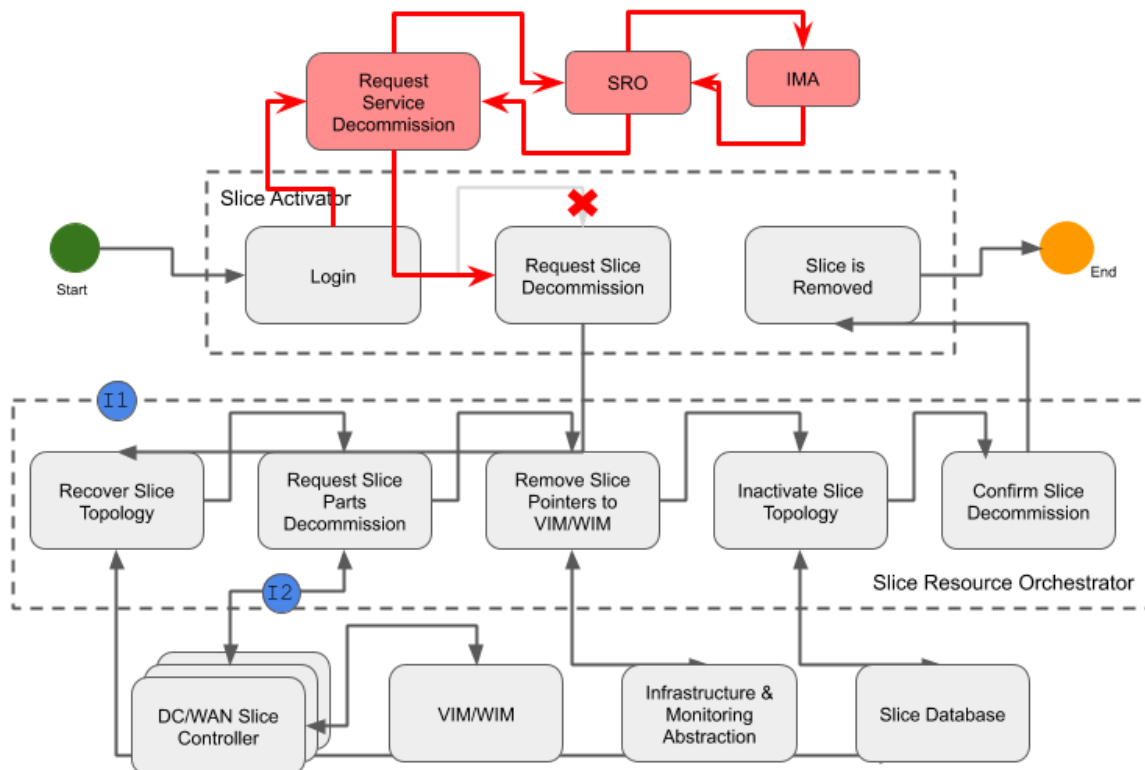 Request
Service
Decommission
SRO
IMA
Slice Activator
Start
Login
Request Slice
Decommission
Slice is
Removed
End
I1
Recover Slice
Topology
Request Slice
Parts
Decommission
Remove Slice
Pointers to
VIM/WIM
Inactivate Slice
Topology
Confirm Slice
Decommission
I2
Slice Resource Orchestrator
DC/WAN Slice
Controller
VIM/WIM
Infrastructure &
Monitoring
Abstraction
Slice Database